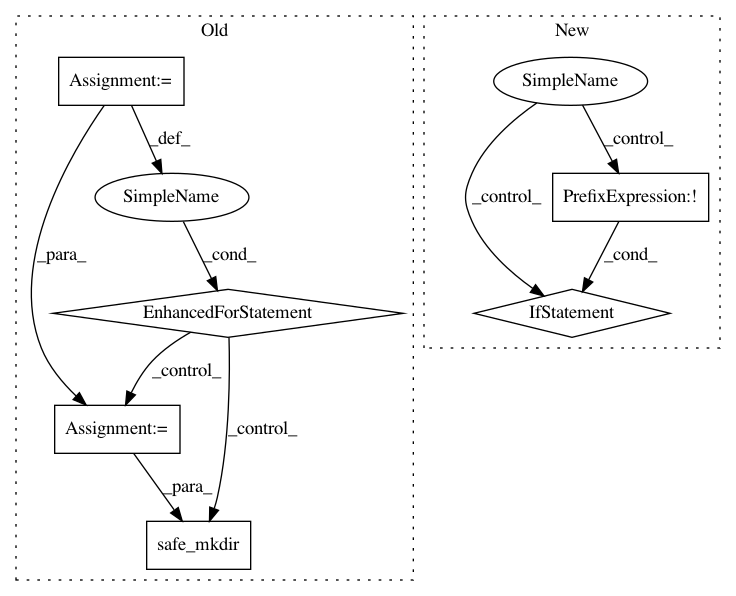 Old
New
Assignment:=
SimpleName
_def_
_control_
SimpleName
PrefixExpression:!
_control_
_para_
_cond_
_cond_
EnhancedForStatement
IfStatement
_control_
_control_
Assignment:=
_para_
safe_mkdir